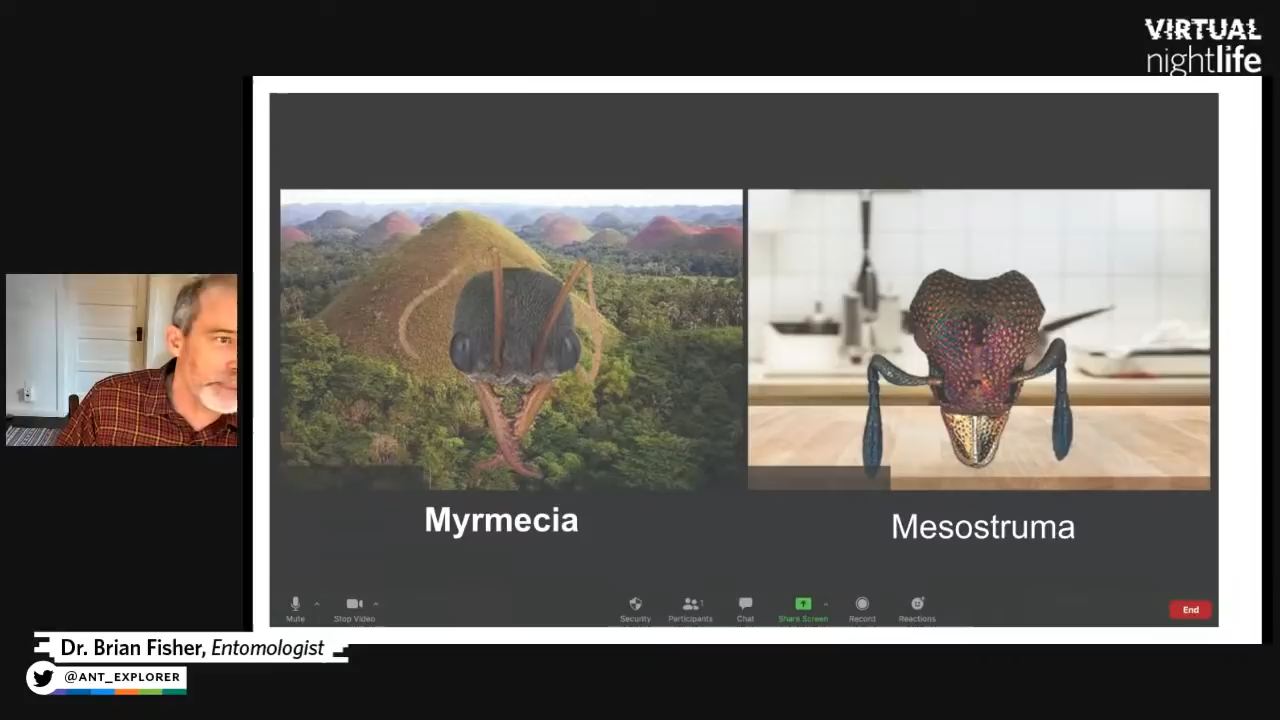 VIRTUAL
nightlife
Myrmecia
Mesostruma
Mute
Stop Video
Security
Participants
1
Chat
Share Screen
Record
Reactions
End
Dr. Brian Fisher, Entomologist
@ANT_EXPLORER